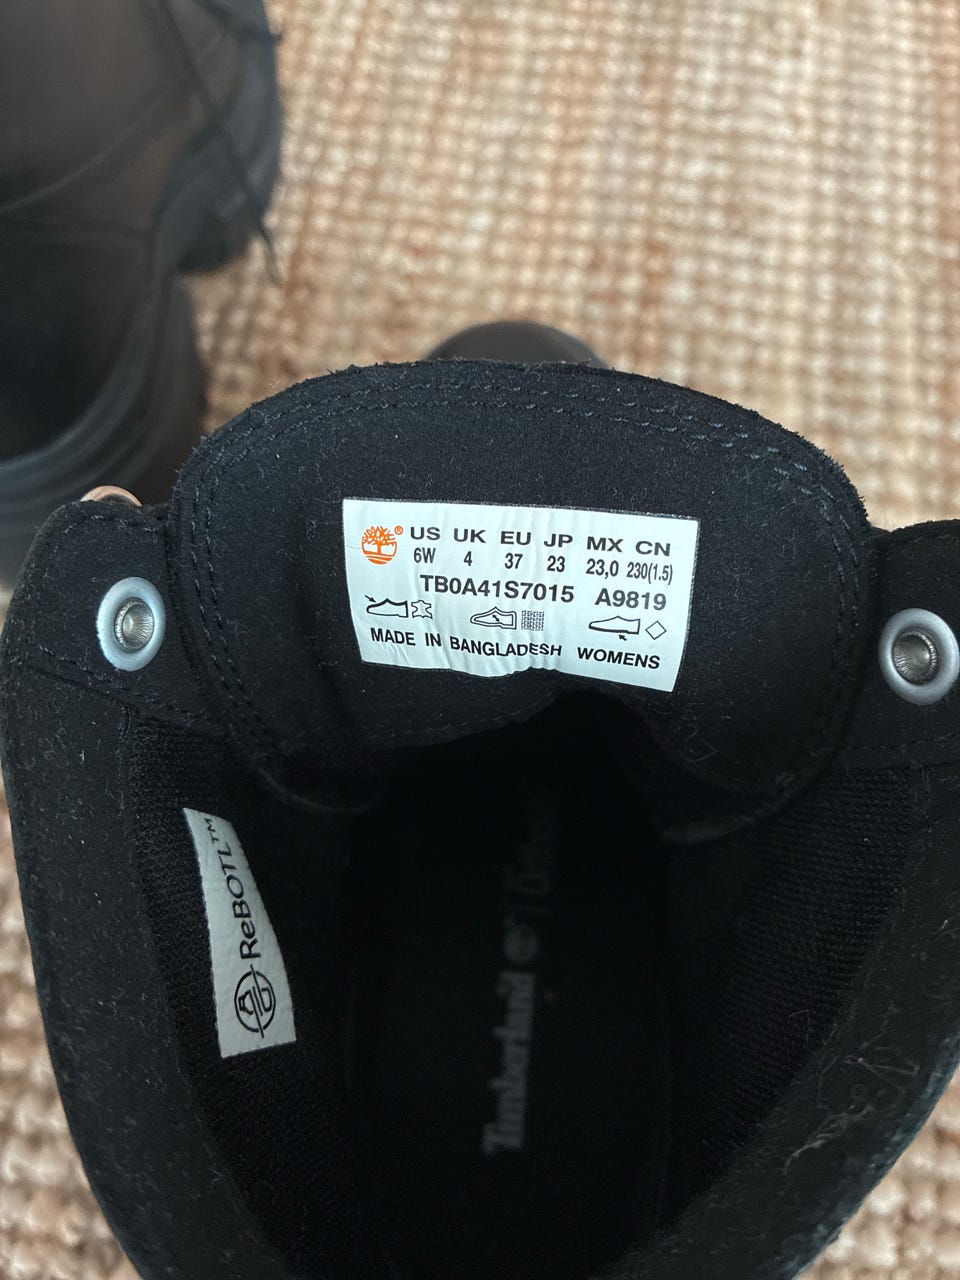 ® US UK EU JP MX CN
6W 4 37 23 23,0 230(1.5)
TB0A41S7015 A9819
MADE IN BANGLADESH WOMENS
ReBOTL™
Timberland